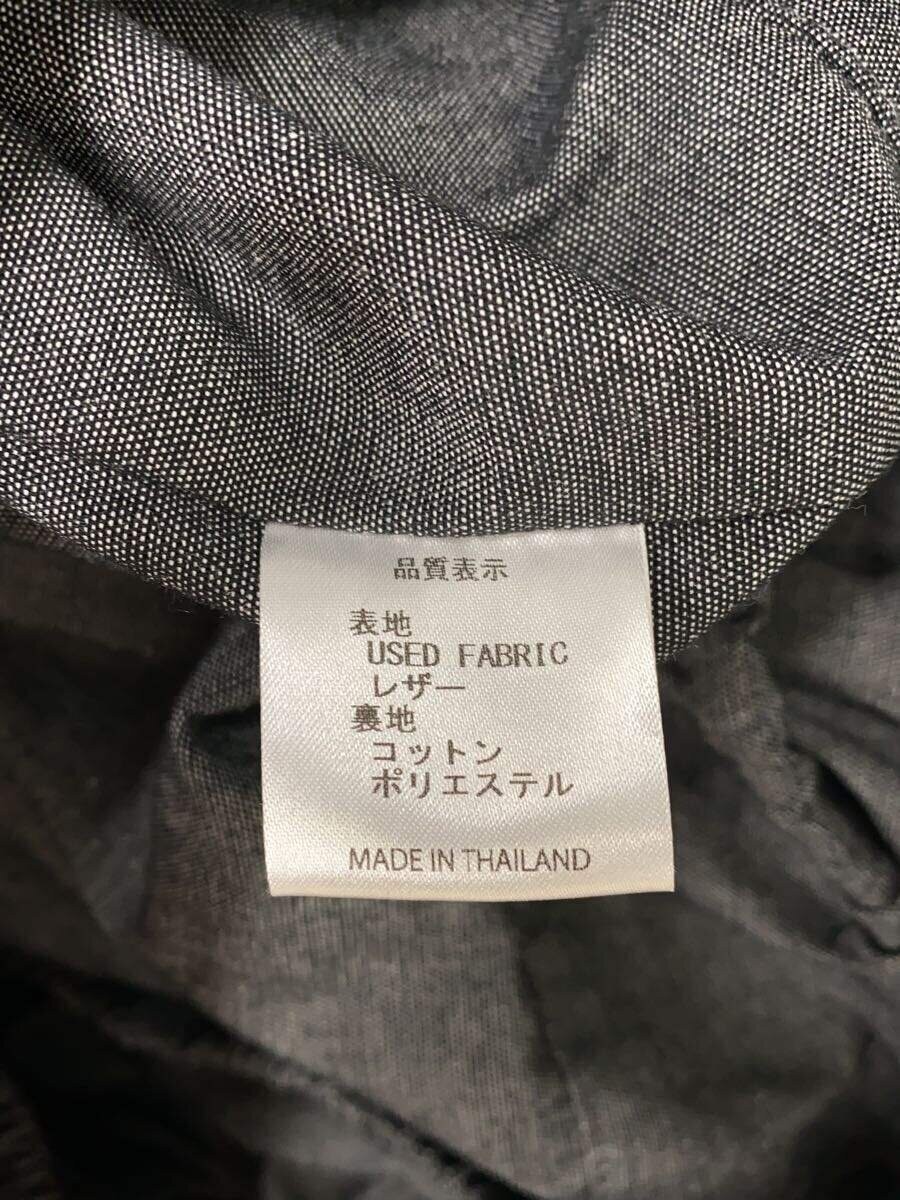 品質表示
表地
USED FABRIC
レザー
裏地
コットン
ポリエステル
MADE IN THAILAND